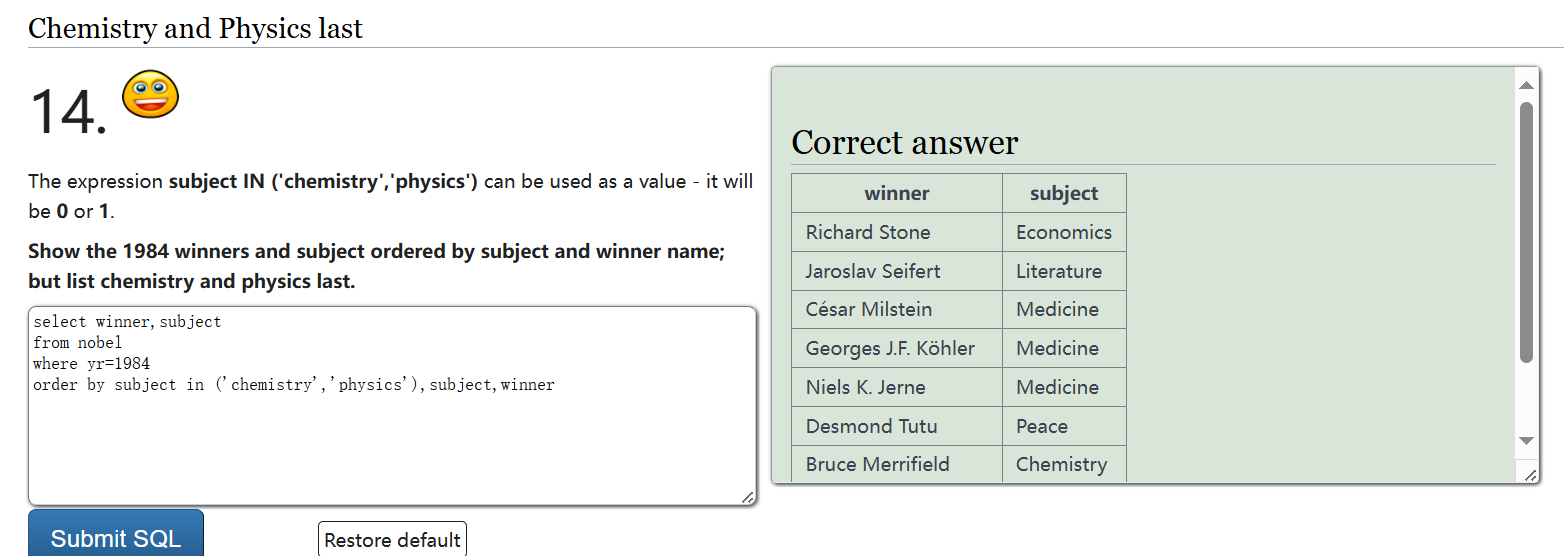 Chemistry and Physics last
14.
The expression subject IN ('chemistry','physics') can be used as a value - it will
be 0 or 1.
Show the 1984 winners and subject ordered by subject and winner name;
but list chemistry and physics last.
select winner,subject
from nobel
where yr=1984
order by subject in ('chemistry','physics'),subject,winner
Submit SQL
Restore default
Correct answer
winner subject
Richard Stone Economics
Jaroslav Seifert Literature
César Milstein Medicine
Georges J.F. Köhler Medicine
Niels K. Jerne Medicine
Desmond Tutu Peace
Bruce Merrifield Chemistry